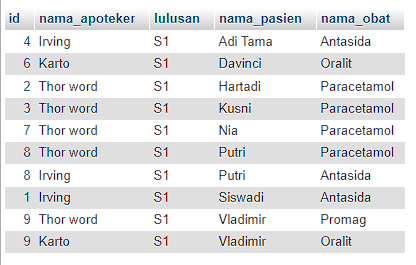 id nama_apoteker lulusan nama_pasien nama_obat
4 Irving S1 Adi Tama Antasida
6 Karto S1 Davinci Oralit
2 Thor word S1 Hartadi Paracetamol
3 Thor word S1 Kusni Paracetamol
7 Thor word S1 Nia Paracetamol
8 Thor word S1 Putri Paracetamol
8 Irving S1 Putri Antasida
1 Irving S1 Siswadi Antasida
9 Thor word S1 Vladimir Promag
9 Karto S1 Vladimir Oralit